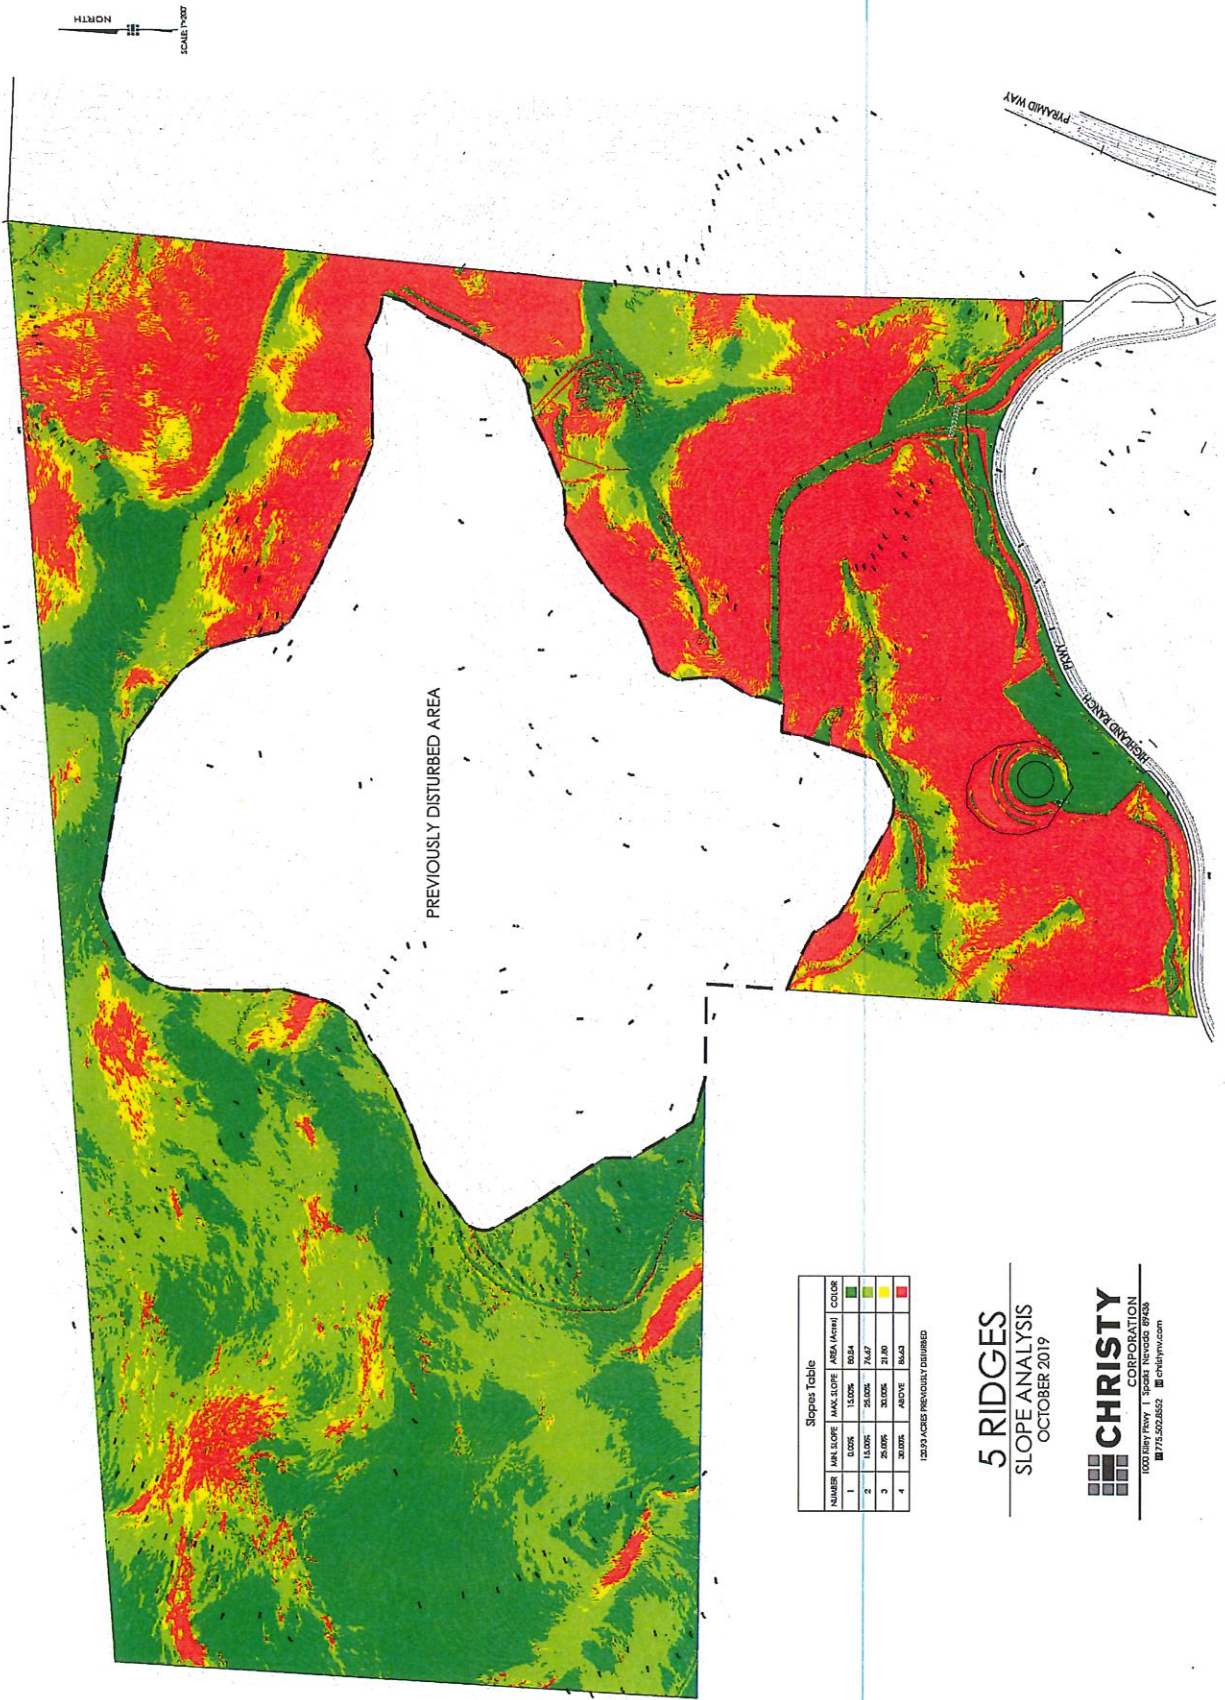 NORTH
SCALE: 1"=200'
PYRAMID WAY
PREVIOUSLY DISTURBED AREA
HIGHLAND RANCH PKWY
Slopes Table
NUMBER MIN. SLOPE MAX. SLOPE AREA (Acres) COLOR
1 0.00% 15.00% 80.84
2 15.00% 25.00% 76.67
3 25.00% 30.00% 21.80
4 30.00% ABOVE 86.63
120.93 ACRES PREVIOUSLY DISTURBED
5 RIDGES
SLOPE ANALYSIS
OCTOBER 2019
CHRISTY
CORPORATION
1000 Kiley Pkwy | Sparks Nevada 89436
775.502.8552 christynv.com